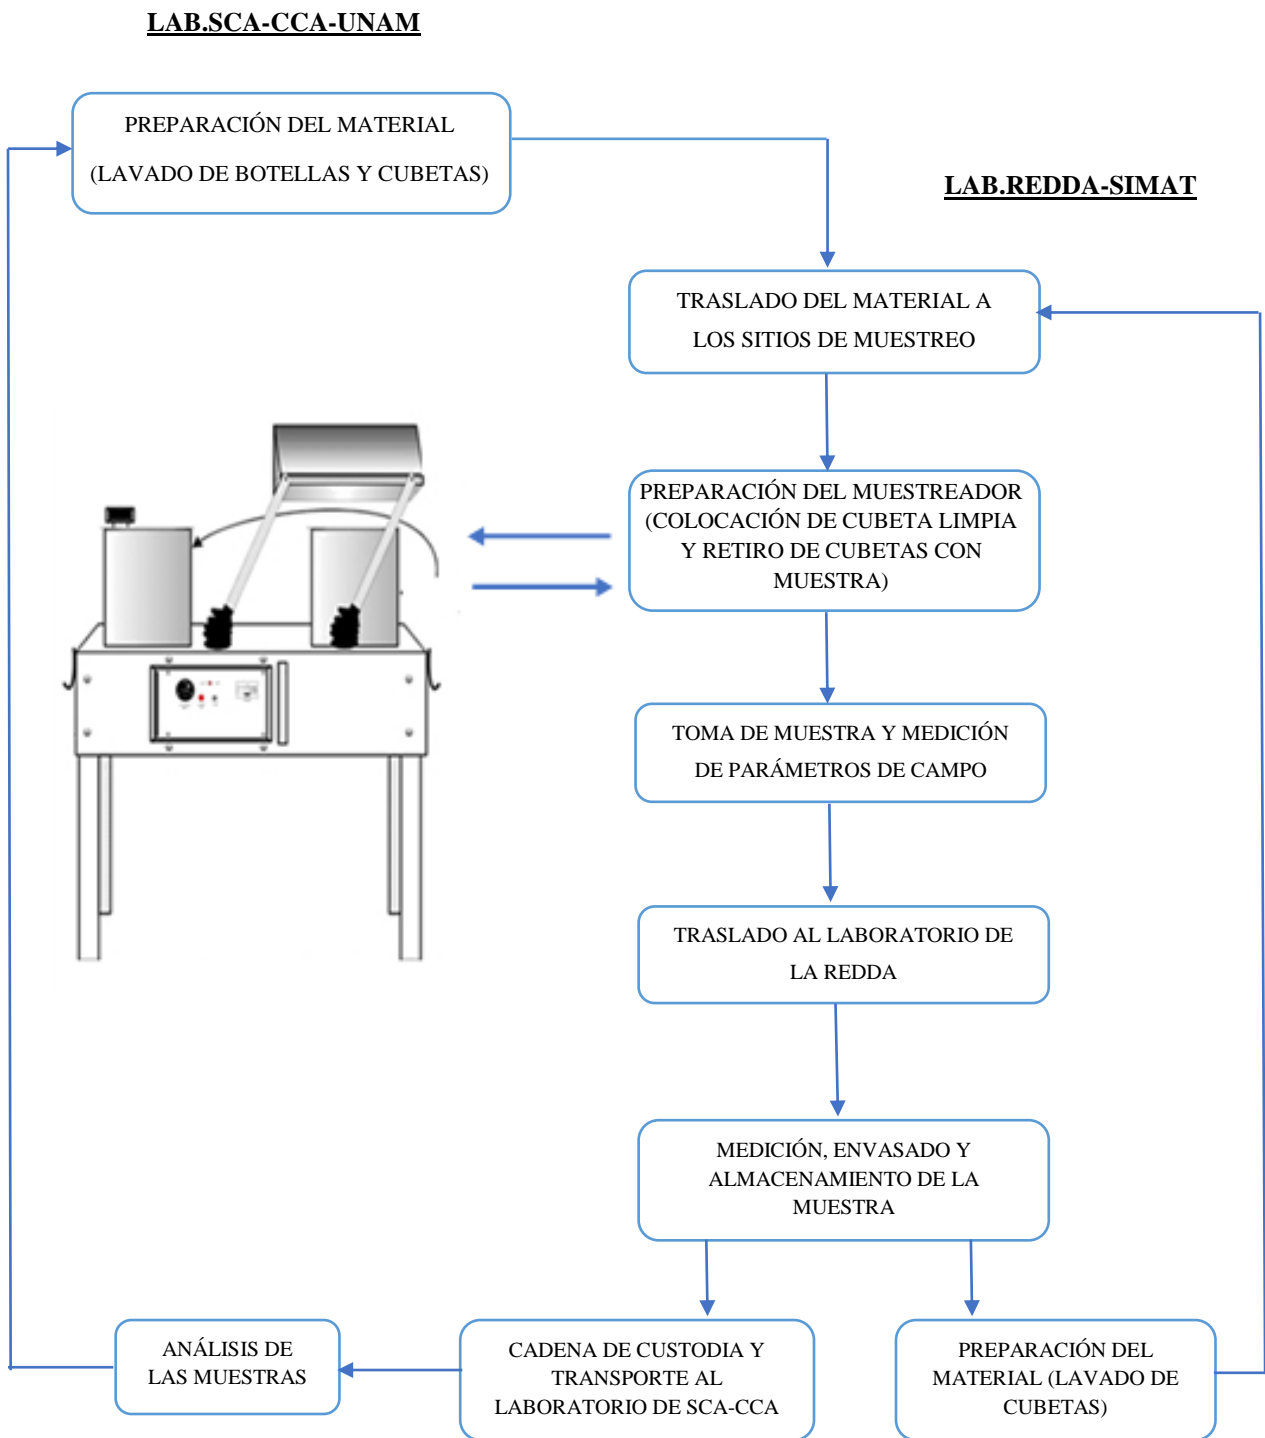 LAB.SCA-CCA-UNAM
PREPARACIÓN DEL MATERIAL
(LAVADO DE BOTELLAS Y CUBETAS)
LAB.REDDA-SIMAT
TRASLADO DEL MATERIAL A
LOS SITIOS DE MUESTREO
PREPARACIÓN DEL MUESTREADOR
(COLOCACIÓN DE CUBETA LIMPIA
Y RETIRO DE CUBETAS CON
MUESTRA)
TOMA DE MUESTRA Y MEDICIÓN
DE PARÁMETROS DE CAMPO
TRASLADO AL LABORATORIO DE
LA REDDA
MEDICIÓN, ENVASADO Y
ALMACENAMIENTO DE LA
MUESTRA
ANÁLISIS DE
LAS MUESTRAS
CADENA DE CUSTODIA Y
TRANSPORTE AL
LABORATORIO DE SCA-CCA
PREPARACIÓN DEL
MATERIAL (LAVADO DE
CUBETAS)